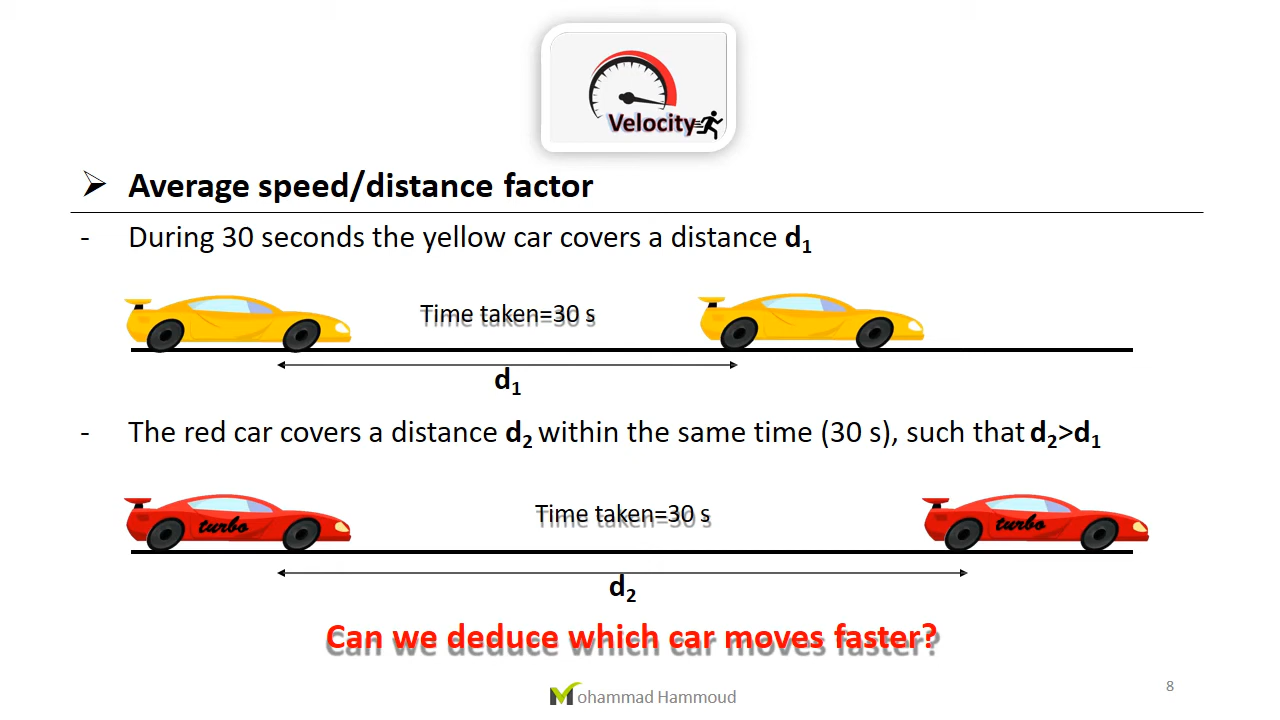 Velocity
➢ Average speed/distance factor
- During 30 seconds the yellow car covers a distance d₁
Time taken=30 s
d₁
- The red car covers a distance d₂ within the same time (30 s), such that d₂>d₁
Time taken=30 s
turbo
turbo
d₂
Can we deduce which car moves faster?
Mohammad Hammoud
8